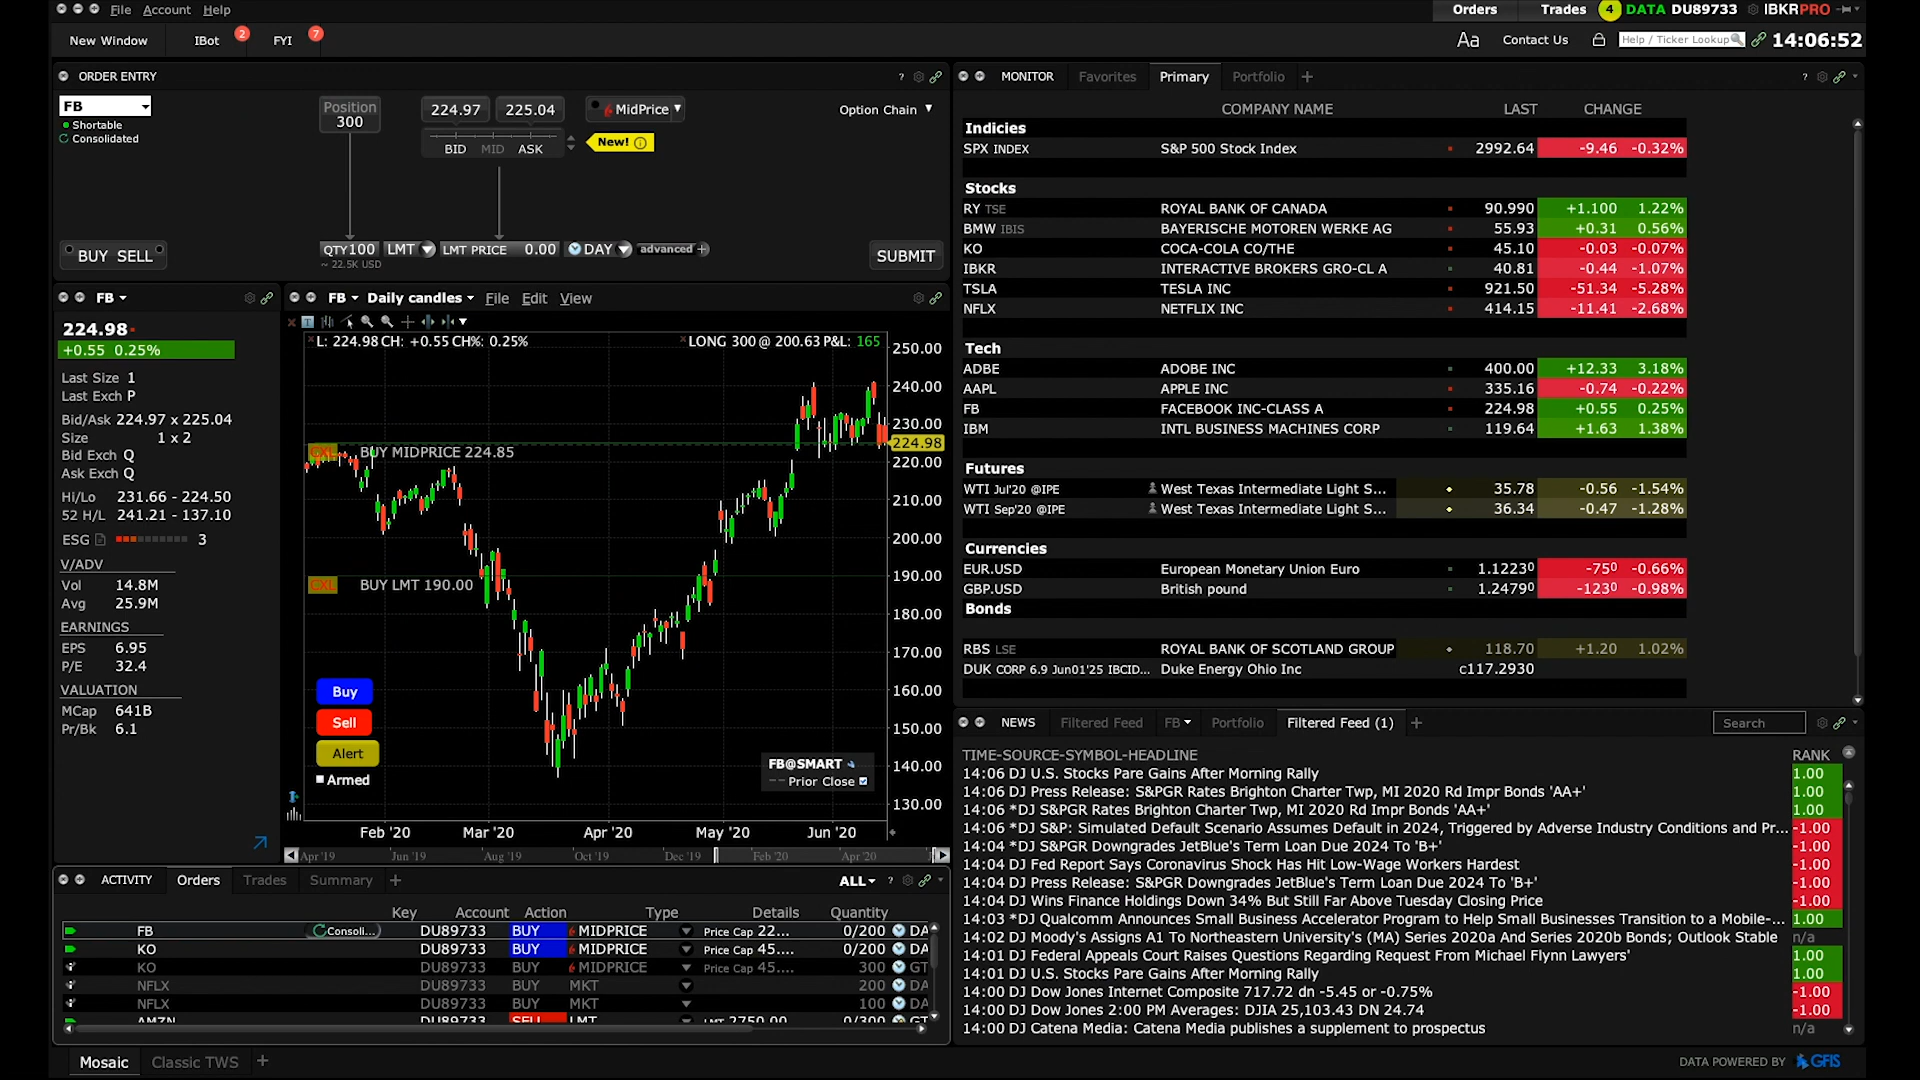 File Account Help
Orders Trades 4 DATA DU89733 IBKRPRO
New Window IBot 2 FYI 7
Aa Contact Us Help / Ticker Lookup 14:06:52
ORDER ENTRY ?
FB
Shortable
Consolidated
Position
300
224.97 225.04 MidPrice Option Chain
BID MID ASK New!
BUY SELL QTY 100 LMT LMT PRICE 0.00 DAY advanced + SUBMIT
~ 22.5K USD
FB
224.98
+0.55 0.25%
Last Size 1
Last Exch P
Bid/Ask 224.97 x 225.04
Size 1 x 2
Bid Exch Q
Ask Exch Q
Hi/Lo 231.66 - 224.50
52 H/L 241.21 - 137.10
ESG 3
V/ADV
Vol 14.8M
Avg 25.9M
EARNINGS
EPS 6.95
P/E 32.4
VALUATION
MCap 641B
Pr/Bk 6.1
FB Daily candles File Edit View
L: 224.98 CH: +0.55 CH%: 0.25% LONG 300 @ 200.63 P&L: 165
250.00
240.00
230.00
224.98
220.00
210.00
200.00
190.00
180.00
170.00
160.00
150.00
140.00
130.00
CXL BUY MIDPRICE 224.85
CXL BUY LMT 190.00
Buy
Sell
Alert
Armed
FB@SMART
Prior Close
Feb '20 Mar '20 Apr '20 May '20 Jun '20
Apr '19 Jun '19 Aug '19 Oct '19 Dec '19 Feb '20 Apr '20
ACTIVITY Orders Trades Summary + ALL ?
Key Account Action Type Details Quantity
FB Consoli... DU89733 BUY MIDPRICE Price Cap 22... 0/200 DA
KO DU89733 BUY MIDPRICE Price Cap 45.... 0/200 DA
KO DU89733 BUY MIDPRICE Price Cap 45.... 300 GT
NFLX DU89733 BUY MKT 200 DA
NFLX DU89733 BUY MKT 100 DA
AMZN DU89733 SELL LMT LMT 2750.00 0/300 GT
Mosaic Classic TWS +
MONITOR Favorites Primary Portfolio + ?
COMPANY NAME LAST CHANGE
Indicies
SPX INDEX S&P 500 Stock Index 2992.64 -9.46 -0.32%
Stocks
RY TSE ROYAL BANK OF CANADA 90.990 +1.100 1.22%
BMW IBIS BAYERISCHE MOTOREN WERKE AG 55.93 +0.31 0.56%
KO COCA-COLA CO/THE 45.10 -0.03 -0.07%
IBKR INTERACTIVE BROKERS GRO-CL A 40.81 -0.44 -1.07%
TSLA TESLA INC 921.50 -51.34 -5.28%
NFLX NETFLIX INC 414.15 -11.41 -2.68%
Tech
ADBE ADOBE INC 400.00 +12.33 3.18%
AAPL APPLE INC 335.16 -0.74 -0.22%
FB FACEBOOK INC-CLASS A 224.98 +0.55 0.25%
IBM INTL BUSINESS MACHINES CORP 119.64 +1.63 1.38%
Futures
WTI Jul'20 @IPE West Texas Intermediate Light S... 35.78 -0.56 -1.54%
WTI Sep'20 @IPE West Texas Intermediate Light S... 36.34 -0.47 -1.28%
Currencies
EUR.USD European Monetary Union Euro 1.12230 -750 -0.66%
GBP.USD British pound 1.24790 -1230 -0.98%
Bonds
RBS LSE ROYAL BANK OF SCOTLAND GROUP 118.70 +1.20 1.02%
DUK CORP 6.9 Jun01'25 IBCID... Duke Energy Ohio Inc c117.2930
NEWS Filtered Feed FB Portfolio Filtered Feed (1) + Search
TIME-SOURCE-SYMBOL-HEADLINE RANK
14:06 DJ U.S. Stocks Pare Gains After Morning Rally 1.00
14:06 DJ Press Release: S&PGR Rates Brighton Charter Twp, MI 2020 Rd Impr Bonds 'AA+' 1.00
14:06 *DJ S&PGR Rates Brighton Charter Twp, MI 2020 Rd Impr Bonds 'AA+' 1.00
14:06 *DJ S&P: Simulated Default Scenario Assumes Default in 2024, Triggered by Adverse Industry Conditions and Pr... -1.00
14:04 *DJ S&PGR Downgrades JetBlue's Term Loan Due 2024 To 'B+' -1.00
14:04 DJ Fed Report Says Coronavirus Shock Has Hit Low-Wage Workers Hardest -1.00
14:04 DJ Press Release: S&PGR Downgrades JetBlue's Term Loan Due 2024 To 'B+' -1.00
14:04 DJ Wins Finance Holdings Down 34% But Still Far Above Tuesday Closing Price -1.00
14:03 *DJ Qualcomm Announces Small Business Accelerator Program to Help Small Businesses Transition to a Mobile-... 1.00
14:02 DJ Moody's Assigns A1 To Northeastern University's (MA) Series 2020a And Series 2020b Bonds; Outlook Stable n/a
14:01 DJ Federal Appeals Court Raises Questions Regarding Request From Michael Flynn Lawyers' 1.00
14:01 DJ U.S. Stocks Pare Gains After Morning Rally 1.00
14:00 DJ Dow Jones Internet Composite 717.72 dn -5.45 or -0.75% -1.00
14:00 DJ Dow Jones 2:00 PM Averages: DJIA 25,103.43 DN 24.74 -1.00
14:00 DJ Catena Media: Catena Media publishes a supplement to prospectus n/a
DATA POWERED BY GFIS